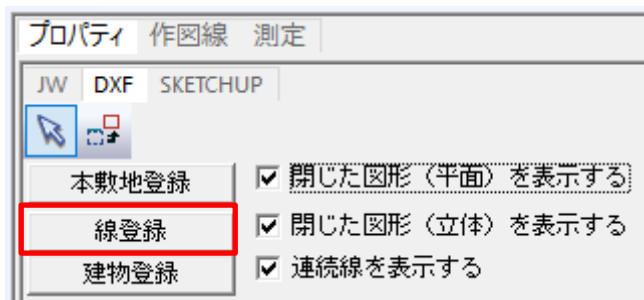 プロパティ 作図線 測定
JW DXF SKETCHUP
本敷地登録 閉じた図形（平面）を表示する
線登録 閉じた図形（立体）を表示する
建物登録 連続線を表示する